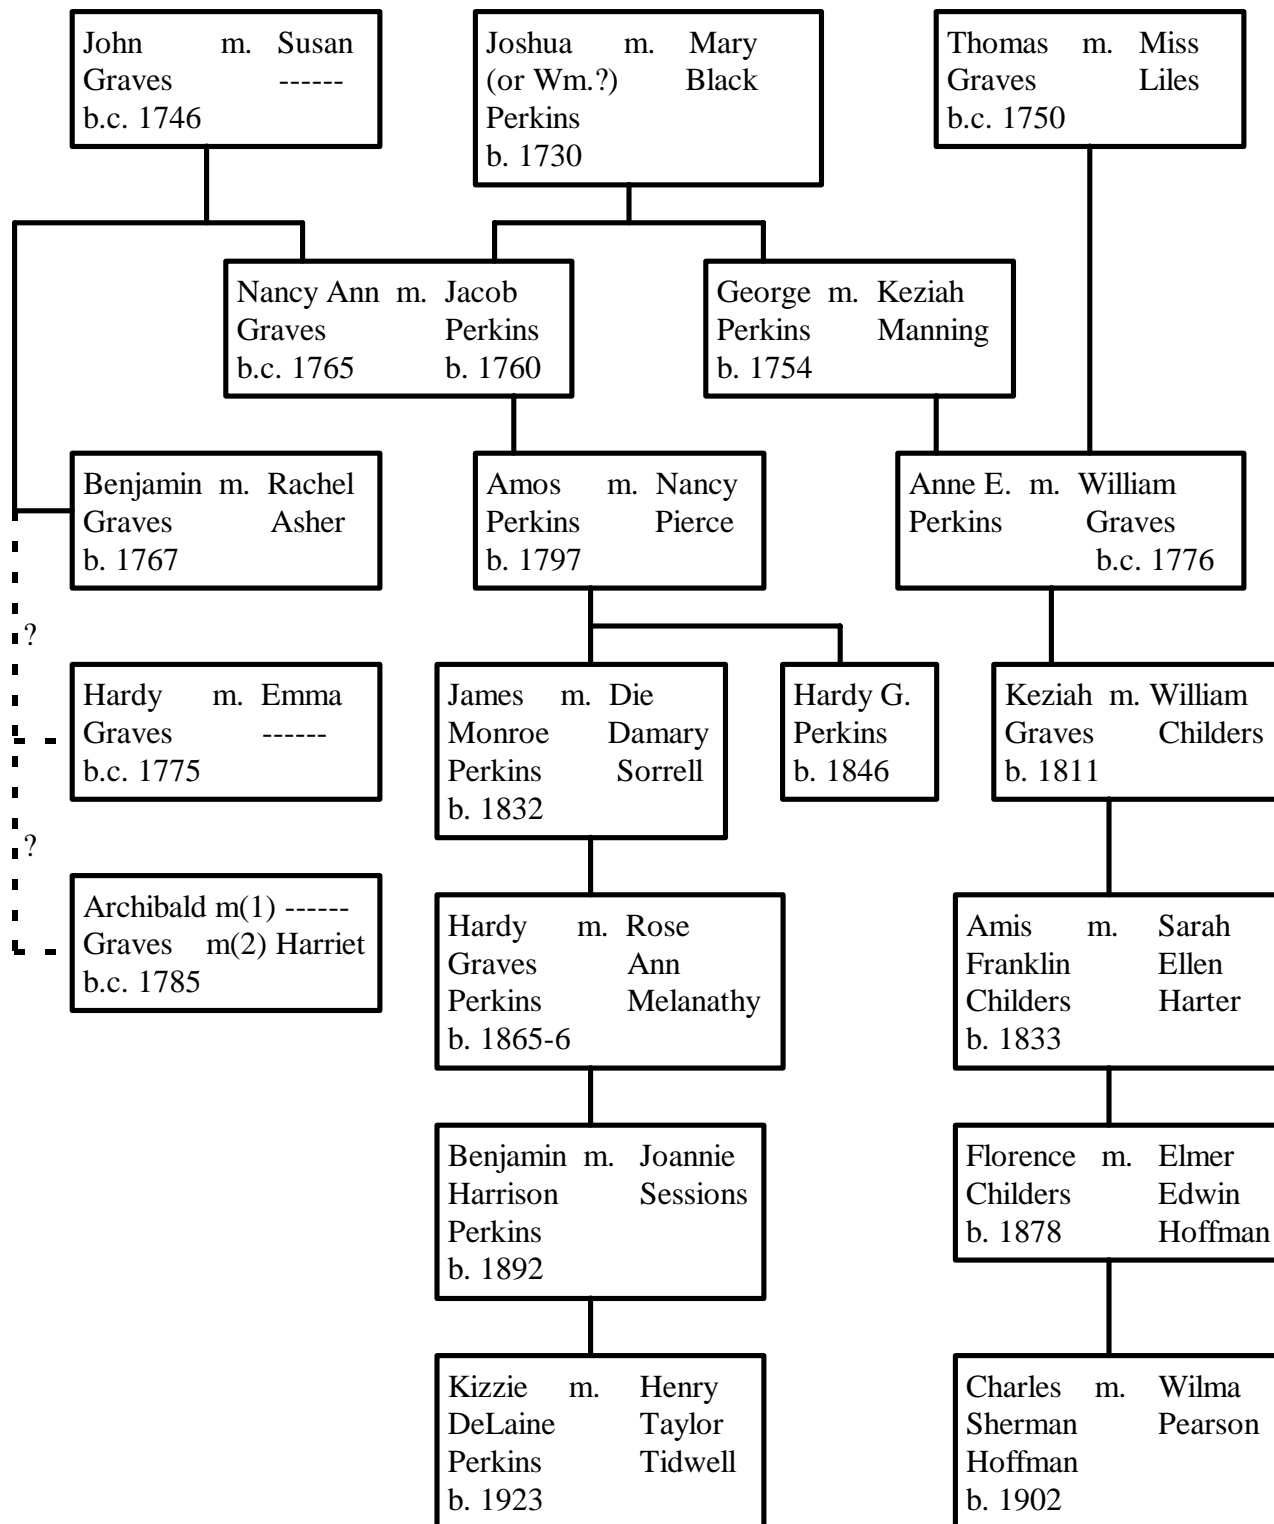 John m. Susan
Graves ------
b.c. 1746
Joshua m. Mary
(or Wm.?) Black
Perkins
b. 1730
Thomas m. Miss
Graves Liles
b.c. 1750
Nancy Ann m. Jacob
Graves Perkins
b.c. 1765 b. 1760
George m. Keziah
Perkins Manning
b. 1754
Benjamin m. Rachel
Graves Asher
b. 1767
Amos m. Nancy
Perkins Pierce
b. 1797
Anne E. m. William
Perkins Graves
b.c. 1776
?
Hardy m. Emma
Graves ------
b.c. 1775
James m. Die
Monroe Damary
Perkins Sorrell
b. 1832
Hardy G.
Perkins
b. 1846
Keziah m. William
Graves Childers
b. 1811
?
Archibald m(1) ------
Graves m(2) Harriet
b.c. 1785
Hardy m. Rose
Graves Ann
Perkins Melanathy
b. 1865-6
Amis m. Sarah
Franklin Ellen
Childers Harter
b. 1833
Benjamin m. Joannie
Harrison Sessions
Perkins
b. 1892
Florence m. Elmer
Childers Edwin
b. 1878 Hoffman
Kizzie m. Henry
DeLaine Taylor
Perkins Tidwell
b. 1923
Charles m. Wilma
Sherman Pearson
Hoffman
b. 1902